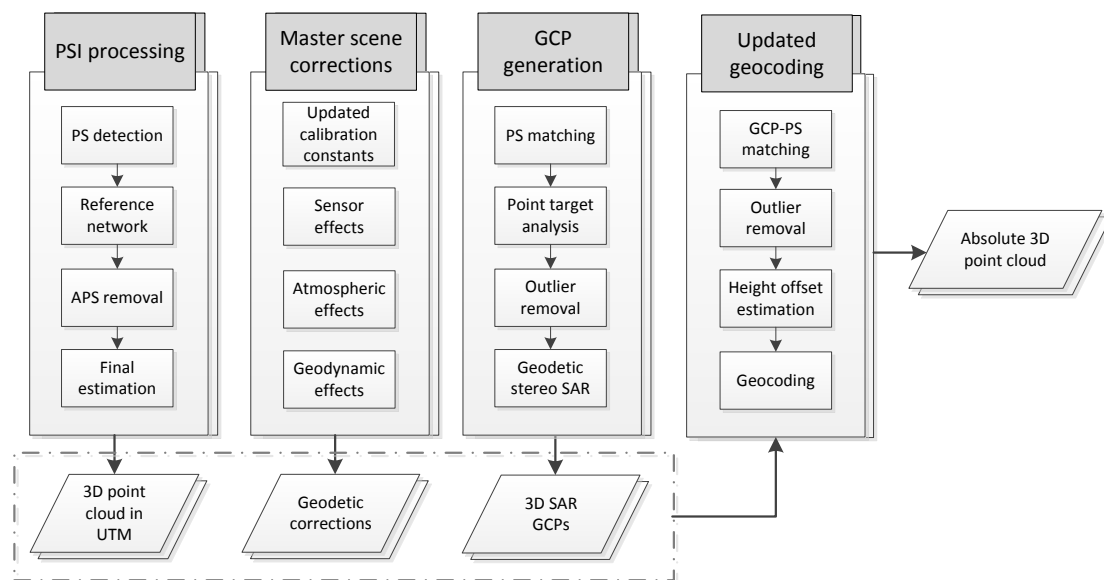 PSI processing
PS detection
Reference
network
APS removal
Final
estimation
3D point
cloud in
UTM
Master scene
corrections
Updated
calibration
constants
Sensor
effects
Atmospheric
effects
Geodynamic
effects
Geodetic
corrections
GCP
generation
PS matching
Point target
analysis
Outlier
removal
Geodetic
stereo SAR
3D SAR
GCPs
Updated
geocoding
GCP-PS
matching
Outlier
removal
Height offset
estimation
Geocoding
Absolute 3D
point cloud